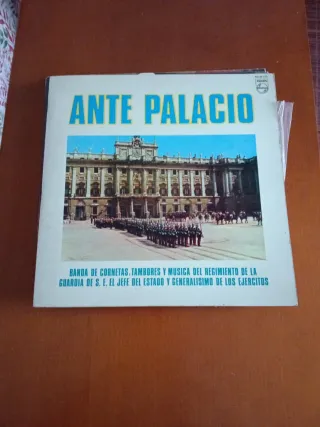 PHILIPS
ANTE PALACIO
BANDA DE CORNETAS, TAMBORES Y MUSICA DEL REGIMIENTO DE LA
GUARDIA DE S. E. EL JEFE DEL ESTADO Y GENERALISIMO DE LOS EJERCITOS